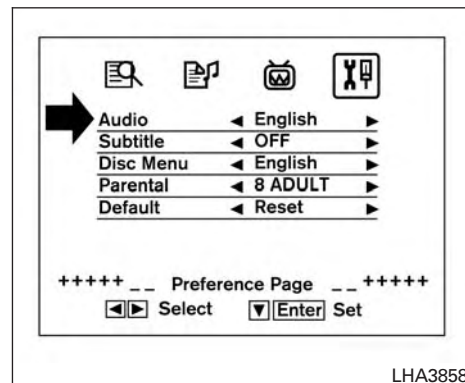 Audio ◀ English ▶
Subtitle ◀ OFF ▶
Disc Menu ◀ English ▶
Parental ◀ 8 ADULT ▶
Default ◀ Reset ▶
+++++ _ _ Preference Page _ _ +++++
◀ ▶ Select ▼ Enter Set
LHA3858